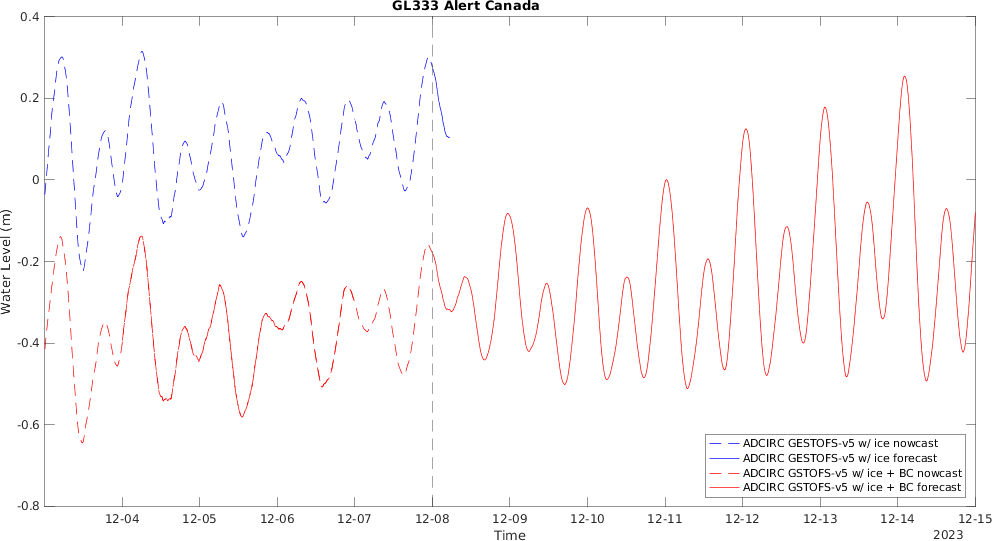 GL333 Alert Canada
0.4
0.2
0
-0.2
-0.4
-0.6
-0.8
Water Level (m)
ADCIRC GESTOFS-v5 w/ ice nowcast
ADCIRC GESTOFS-v5 w/ ice forecast
ADCIRC GSTOFS-v5 w/ ice + BC nowcast
ADCIRC GSTOFS-v5 w/ ice + BC forecast
12-04 12-05 12-06 12-07 12-08 12-09 12-10 12-11 12-12 12-13 12-14 12-15
Time
2023